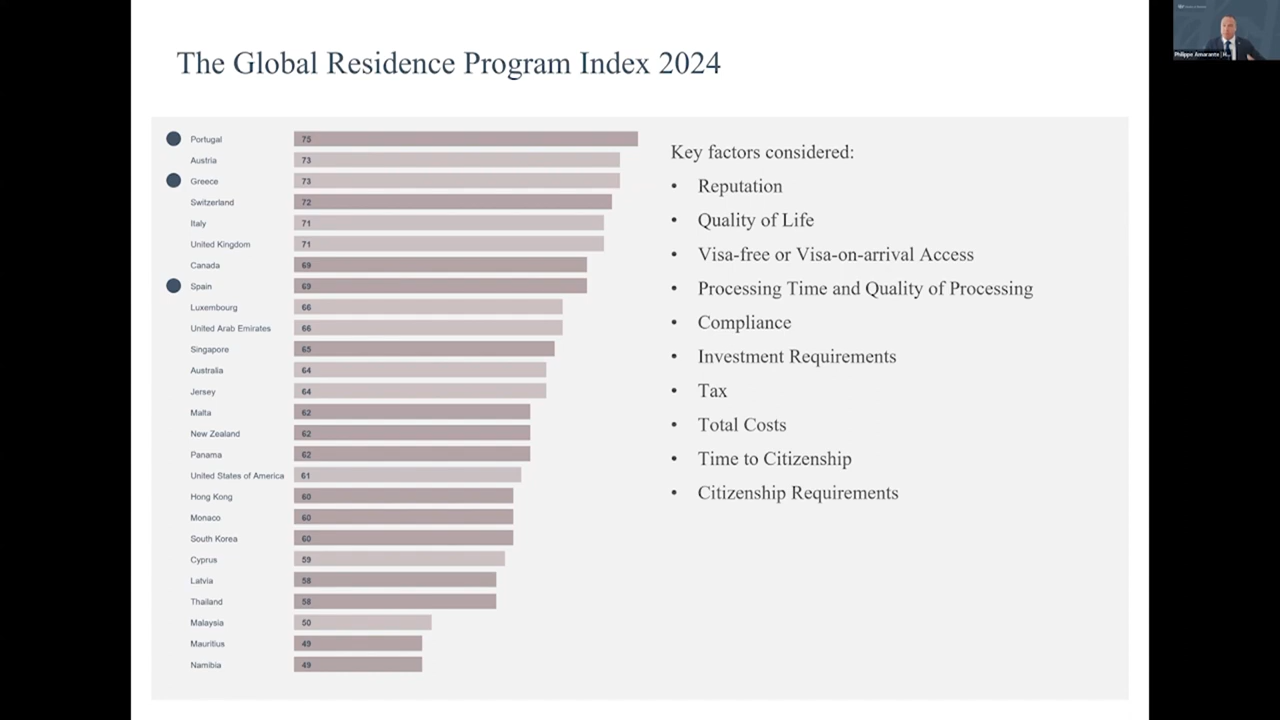 The Global Residence Program Index 2024
Portugal 75
Austria 73
Greece 73
Switzerland 72
Italy 71
United Kingdom 71
Canada 69
Spain 69
Luxembourg 66
United Arab Emirates 66
Singapore 65
Australia 64
Jersey 64
Malta 62
New Zealand 62
Panama 62
United States of America 61
Hong Kong 60
Monaco 60
South Korea 60
Cyprus 59
Latvia 58
Thailand 58
Malaysia 50
Mauritius 49
Namibia 49
Key factors considered:
• Reputation
• Quality of Life
• Visa-free or Visa-on-arrival Access
• Processing Time and Quality of Processing
• Compliance
• Investment Requirements
• Tax
• Total Costs
• Time to Citizenship
• Citizenship Requirements
Philippe Amarante | H...